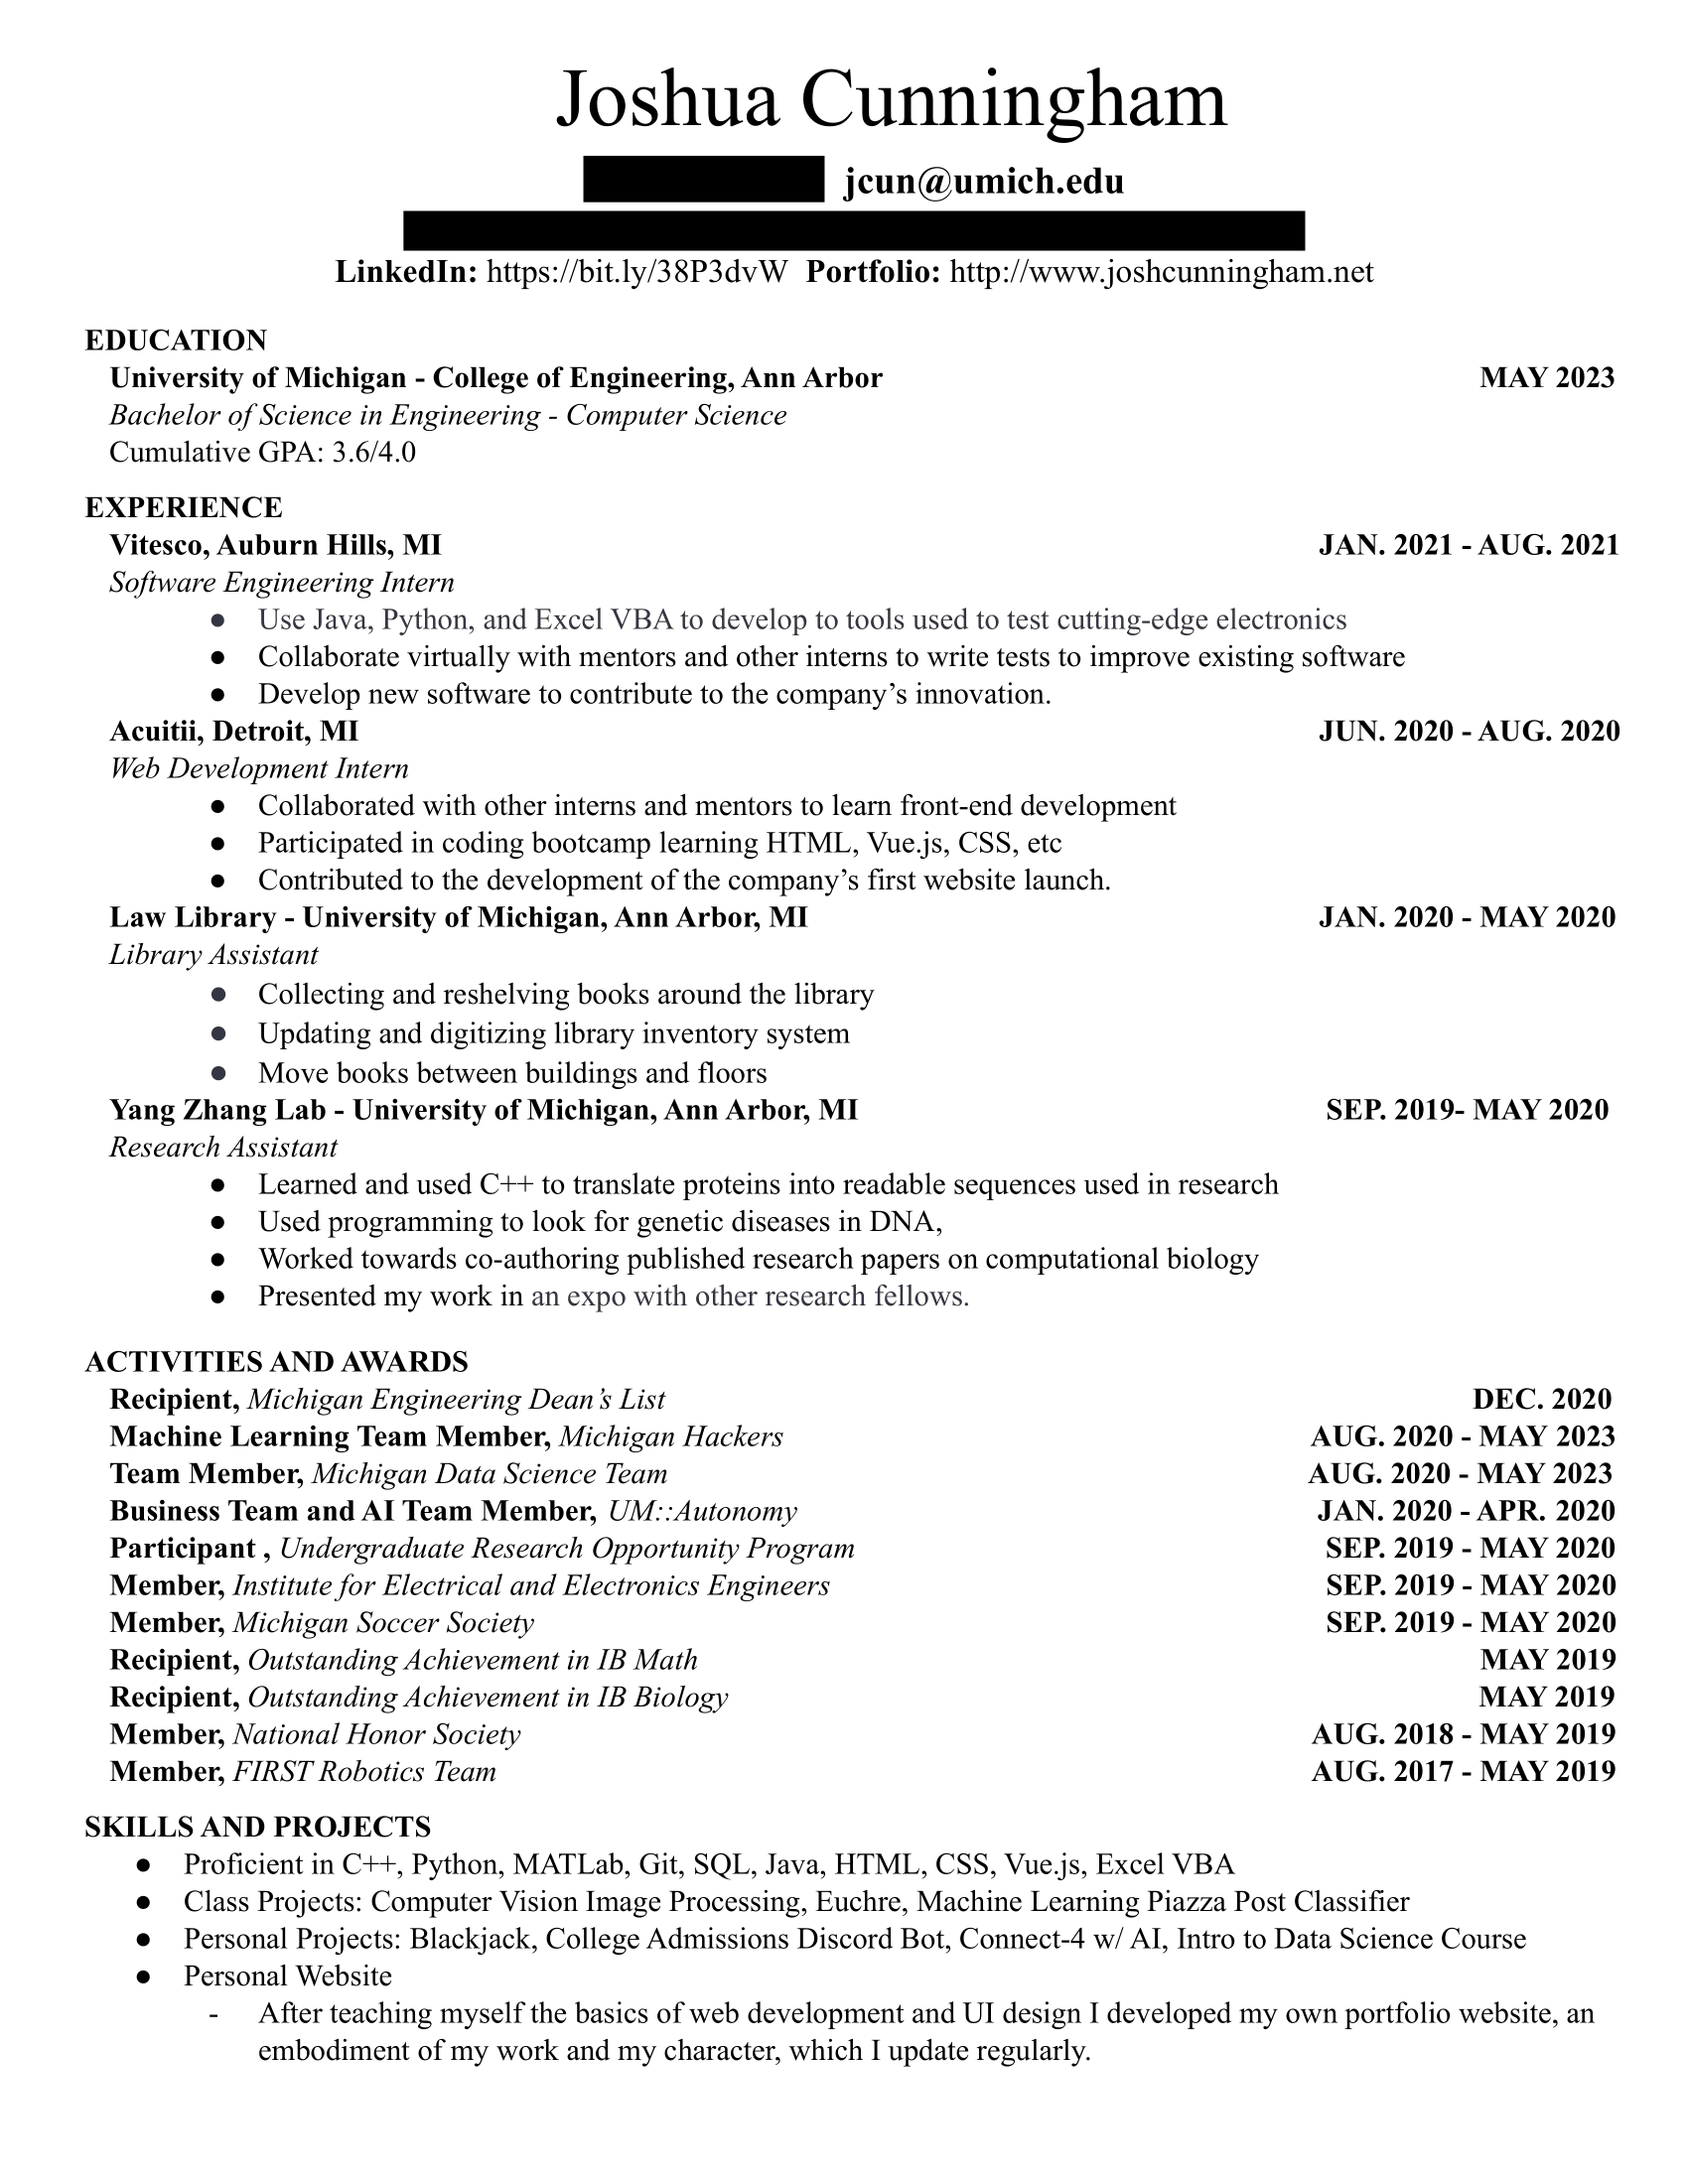 Joshua Cunningham
jcun@umich.edu
LinkedIn: https://bit.ly/38P3dvW Portfolio: http://www.joshcunningham.net
EDUCATION
University of Michigan - College of Engineering, Ann Arbor MAY 2023
Bachelor of Science in Engineering - Computer Science
Cumulative GPA: 3.6/4.0
EXPERIENCE
Vitesco, Auburn Hills, MI JAN. 2021 - AUG. 2021
Software Engineering Intern
● Use Java, Python, and Excel VBA to develop to tools used to test cutting-edge electronics
● Collaborate virtually with mentors and other interns to write tests to improve existing software
● Develop new software to contribute to the company’s innovation.
Acuitii, Detroit, MI JUN. 2020 - AUG. 2020
Web Development Intern
● Collaborated with other interns and mentors to learn front-end development
● Participated in coding bootcamp learning HTML, Vue.js, CSS, etc
● Contributed to the development of the company’s first website launch.
Law Library - University of Michigan, Ann Arbor, MI JAN. 2020 - MAY 2020
Library Assistant
● Collecting and reshelving books around the library
● Updating and digitizing library inventory system
● Move books between buildings and floors
Yang Zhang Lab - University of Michigan, Ann Arbor, MI SEP. 2019- MAY 2020
Research Assistant
● Learned and used C++ to translate proteins into readable sequences used in research
● Used programming to look for genetic diseases in DNA,
● Worked towards co-authoring published research papers on computational biology
● Presented my work in an expo with other research fellows.
ACTIVITIES AND AWARDS
Recipient, Michigan Engineering Dean’s List DEC. 2020
Machine Learning Team Member, Michigan Hackers AUG. 2020 - MAY 2023
Team Member, Michigan Data Science Team AUG. 2020 - MAY 2023
Business Team and AI Team Member, UM::Autonomy JAN. 2020 - APR. 2020
Participant , Undergraduate Research Opportunity Program SEP. 2019 - MAY 2020
Member, Institute for Electrical and Electronics Engineers SEP. 2019 - MAY 2020
Member, Michigan Soccer Society SEP. 2019 - MAY 2020
Recipient, Outstanding Achievement in IB Math MAY 2019
Recipient, Outstanding Achievement in IB Biology MAY 2019
Member, National Honor Society AUG. 2018 - MAY 2019
Member, FIRST Robotics Team AUG. 2017 - MAY 2019
SKILLS AND PROJECTS
● Proficient in C++, Python, MATLab, Git, SQL, Java, HTML, CSS, Vue.js, Excel VBA
● Class Projects: Computer Vision Image Processing, Euchre, Machine Learning Piazza Post Classifier
● Personal Projects: Blackjack, College Admissions Discord Bot, Connect-4 w/ AI, Intro to Data Science Course
● Personal Website
- After teaching myself the basics of web development and UI design I developed my own portfolio website, an
embodiment of my work and my character, which I update regularly.